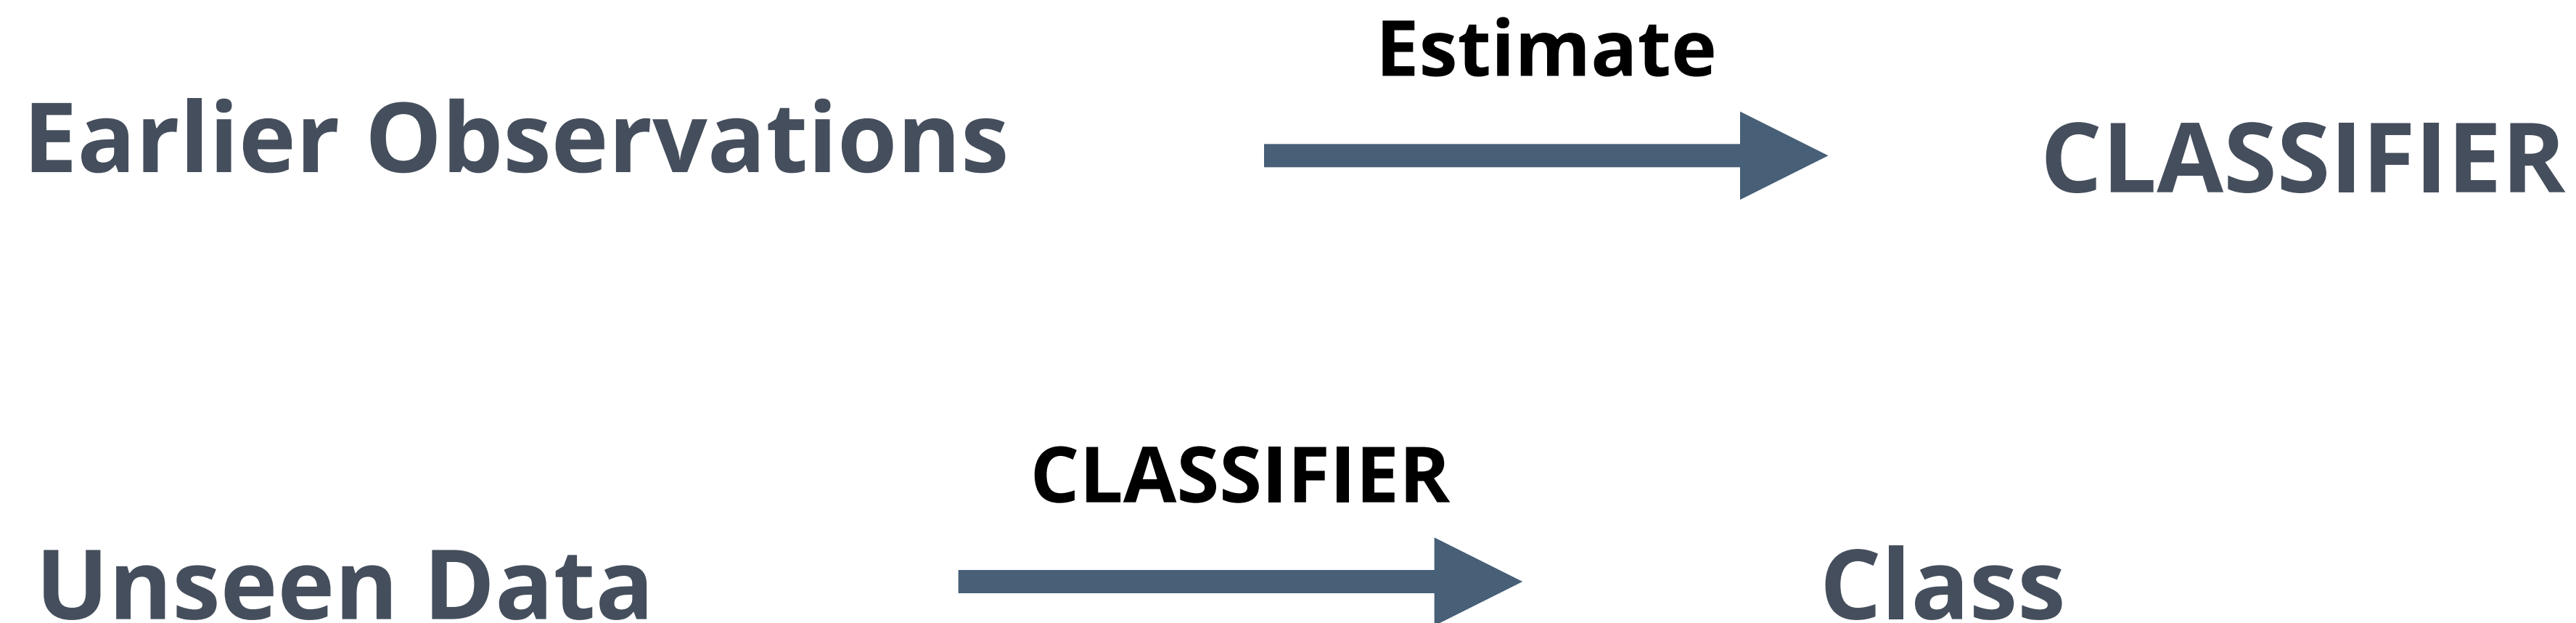 Estimate
Earlier Observations
CLASSIFIER
CLASSIFIER
Unseen Data
Class